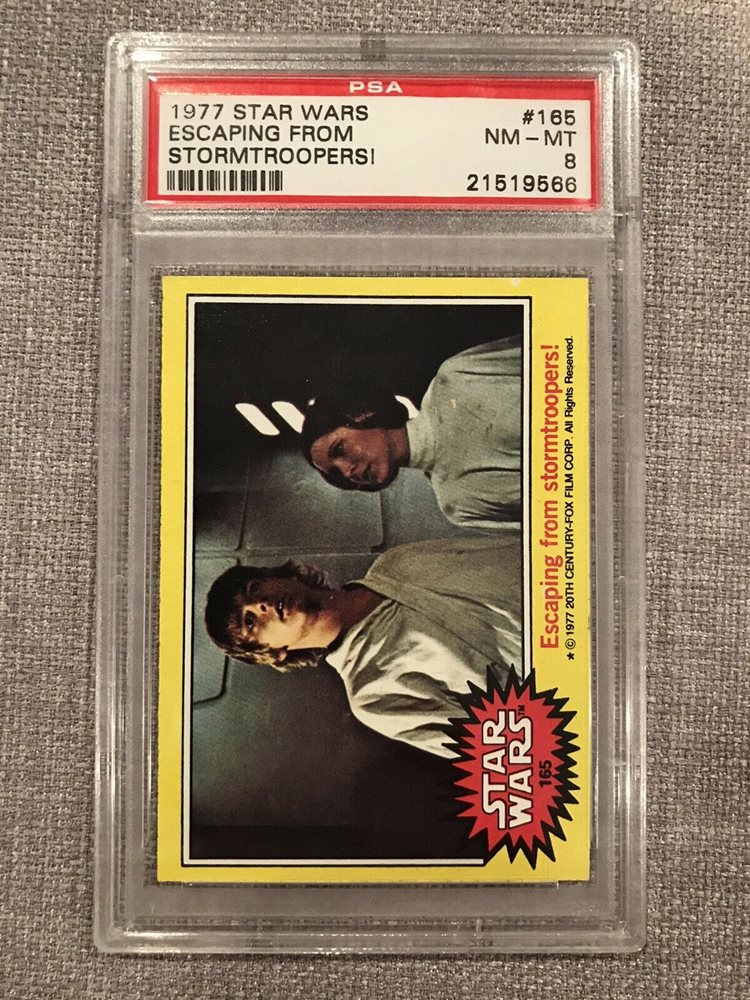 PSA
1977 STAR WARS #165
ESCAPING FROM NM-MT
STORMTROOPERS! 8
21519566
Escaping from stormtroopers!
★ © 1977 20TH CENTURY-FOX FILM CORP. All Rights Reserved.
STAR
WARS™
165